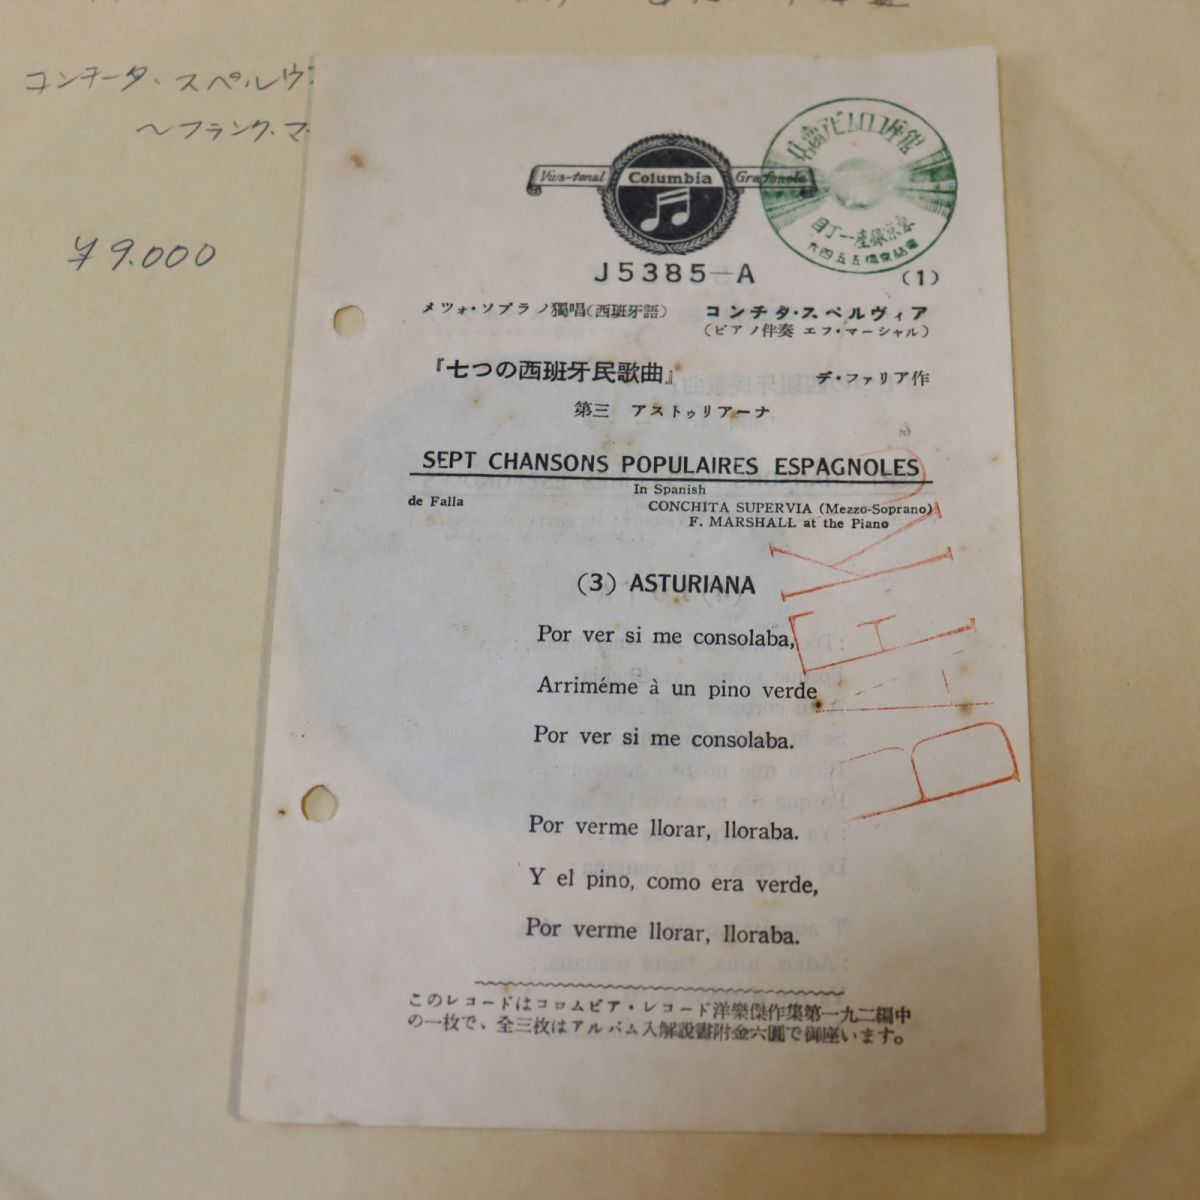 コンチータ・スペルヴ
～フランク・マ
¥9.000
Viva-tonal Columbia Grafonola
J5385-A
(1)
メツォ・ソプラノ獨唱(西班牙語) コンチタ・スペルヴィア
(ピアノ伴奏 エフ・マーシャル)
『七つの西班牙民歌曲』 デ・ファリア作
第三 アストゥリアーナ
SEPT CHANSONS POPULAIRES ESPAGNOLES
In Spanish
de Falla CONCHITA SUPERVIA (Mezzo-Soprano)
F. MARSHALL at the Piano
(3) ASTURIANA
Por ver si me consolaba,
Arriméme à un pino verde
Por ver si me consolaba.
Por verme llorar, lloraba.
Y el pino, como era verde,
Por verme llorar, lloraba.
このレコードはコロムビア・レコード洋樂傑作集第一九二編中
の一枚で、全三枚はアルバム入解說書附金六圓で御座います。